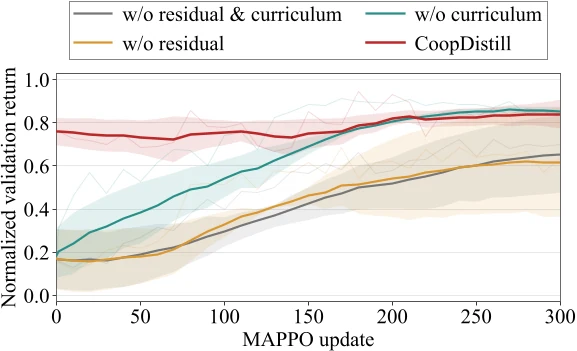 w/o residual & curriculum w/o curriculum
w/o residual CoopDistill
Normalized validation return
1.0
0.8
0.6
0.4
0.2
0.0
0 50 100 150 200 250 300
MAPPO update